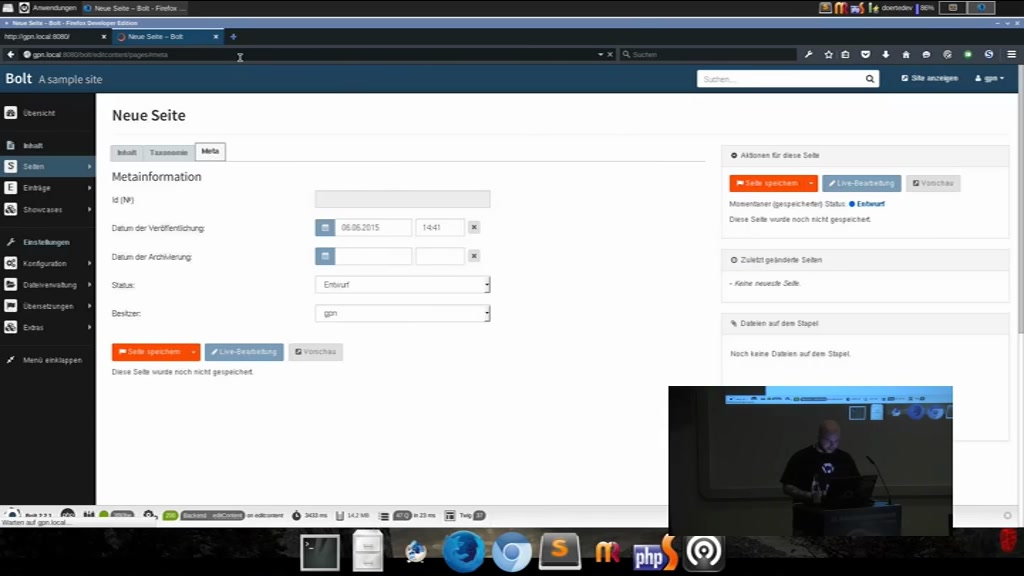 Anwendungen
Neue Seite – Bolt - Firefox ...
doertedev
86%
Neue Seite – Bolt - Firefox Developer Edition
http://gpn.local:8080/
Neue Seite – Bolt
gpn.local:8080/bolt/editcontent/pages#meta
Suchen
Bolt A sample site
Suchen...
Site anzeigen
gpn
Übersicht
Inhalt
Seiten
Einträge
Showcases
Einstellungen
Konfiguration
Dateiverwaltung
Übersetzungen
Extras
Menü einklappen
Neue Seite
Inhalt
Taxonomie
Meta
Metainformation
Id (№)
Datum der Veröffentlichung:
06.06.2015
14:41
Datum der Archivierung:
Status:
Entwurf
Besitzer:
gpn
Seite speichern
Live-Bearbeitung
Vorschau
Diese Seite wurde noch nicht gespeichert.
Aktionen für diese Seite
Seite speichern
Live-Bearbeitung
Vorschau
Momentaner (gespeicherter) Status: Entwurf
Diese Seite wurde noch nicht gespeichert.
Zuletzt geänderte Seiten
- Keine neueste Seite.
Dateien auf dem Stapel
Noch keine Dateien auf dem Stapel.
Bolt 2.2.1
php
200
Backend
editContent
on editcontent
3433 ms
14,2 MB
47 Q
in 23 ms
Twig
37
Warten auf gpn.local...
php